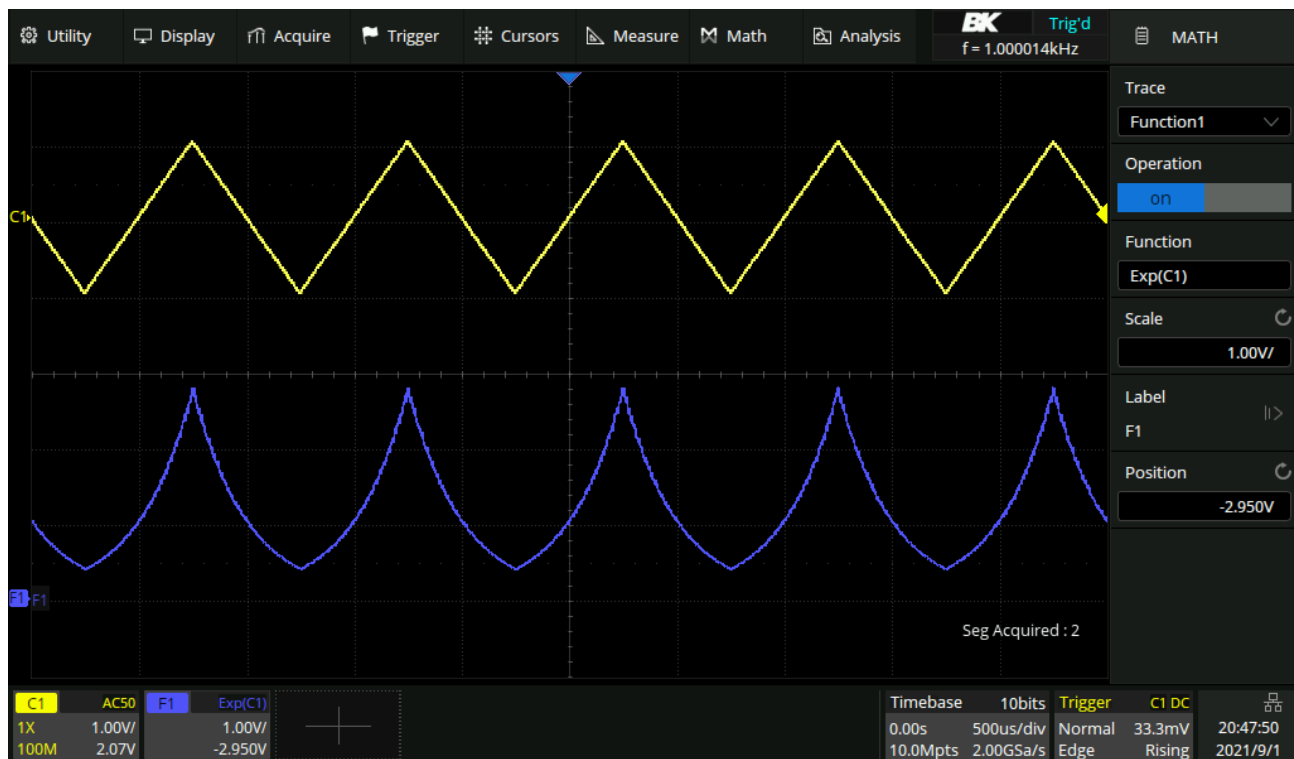 Utility Display Acquire Trigger Cursors Measure Math Analysis BK Trig'd MATH
f = 1.000014kHz
Trace
Function1
Operation
on
Function
Exp(C1)
Scale
1.00V/
Label
F1
Position
-2.950V
C1
F1 F1
Seg Acquired : 2
C1 AC50 F1 Exp(C1) Timebase 10bits Trigger C1 DC
1X 1.00V/ 1.00V/ 0.00s 500us/div Normal 33.3mV 20:47:50
100M 2.07V -2.950V 10.0Mpts 2.00GSa/s Edge Rising 2021/9/1